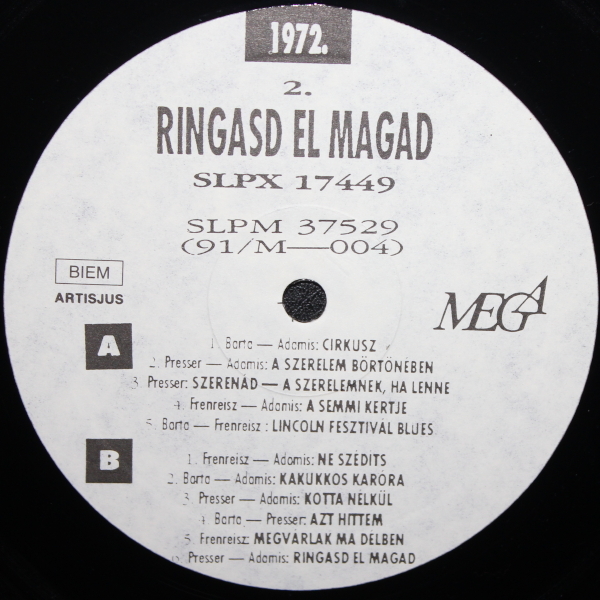 1972.
2.
RINGASD EL MAGAD
SLPX 17449
SLPM 37529
(91/M—004)
BIEM
ARTISJUS
MEGA
A
1. Barta — Adamis: CIRKUSZ
2. Presser — Adamis: A SZERELEM BÖRTÖNÉBEN
3. Presser: SZERENÁD — A SZERELEMNEK, HA LENNE
4. Frenreisz — Adamis: A SEMMI KERTJE
5. Barta — Frenreisz : LINCOLN FESZTIVÁL BLUES
B
1. Frenreisz — Adamis: NE SZÉDITS
2. Barta — Adamis: KAKUKKOS KARÓRA
3. Presser — Adamis: KOTTA NÉLKÜL
4. Barta — Presser: AZT HITTEM
5. Frenreisz: MEGVÁRLAK MA DÉLBEN
6. Presser — Adamis: RINGASD EL MAGAD